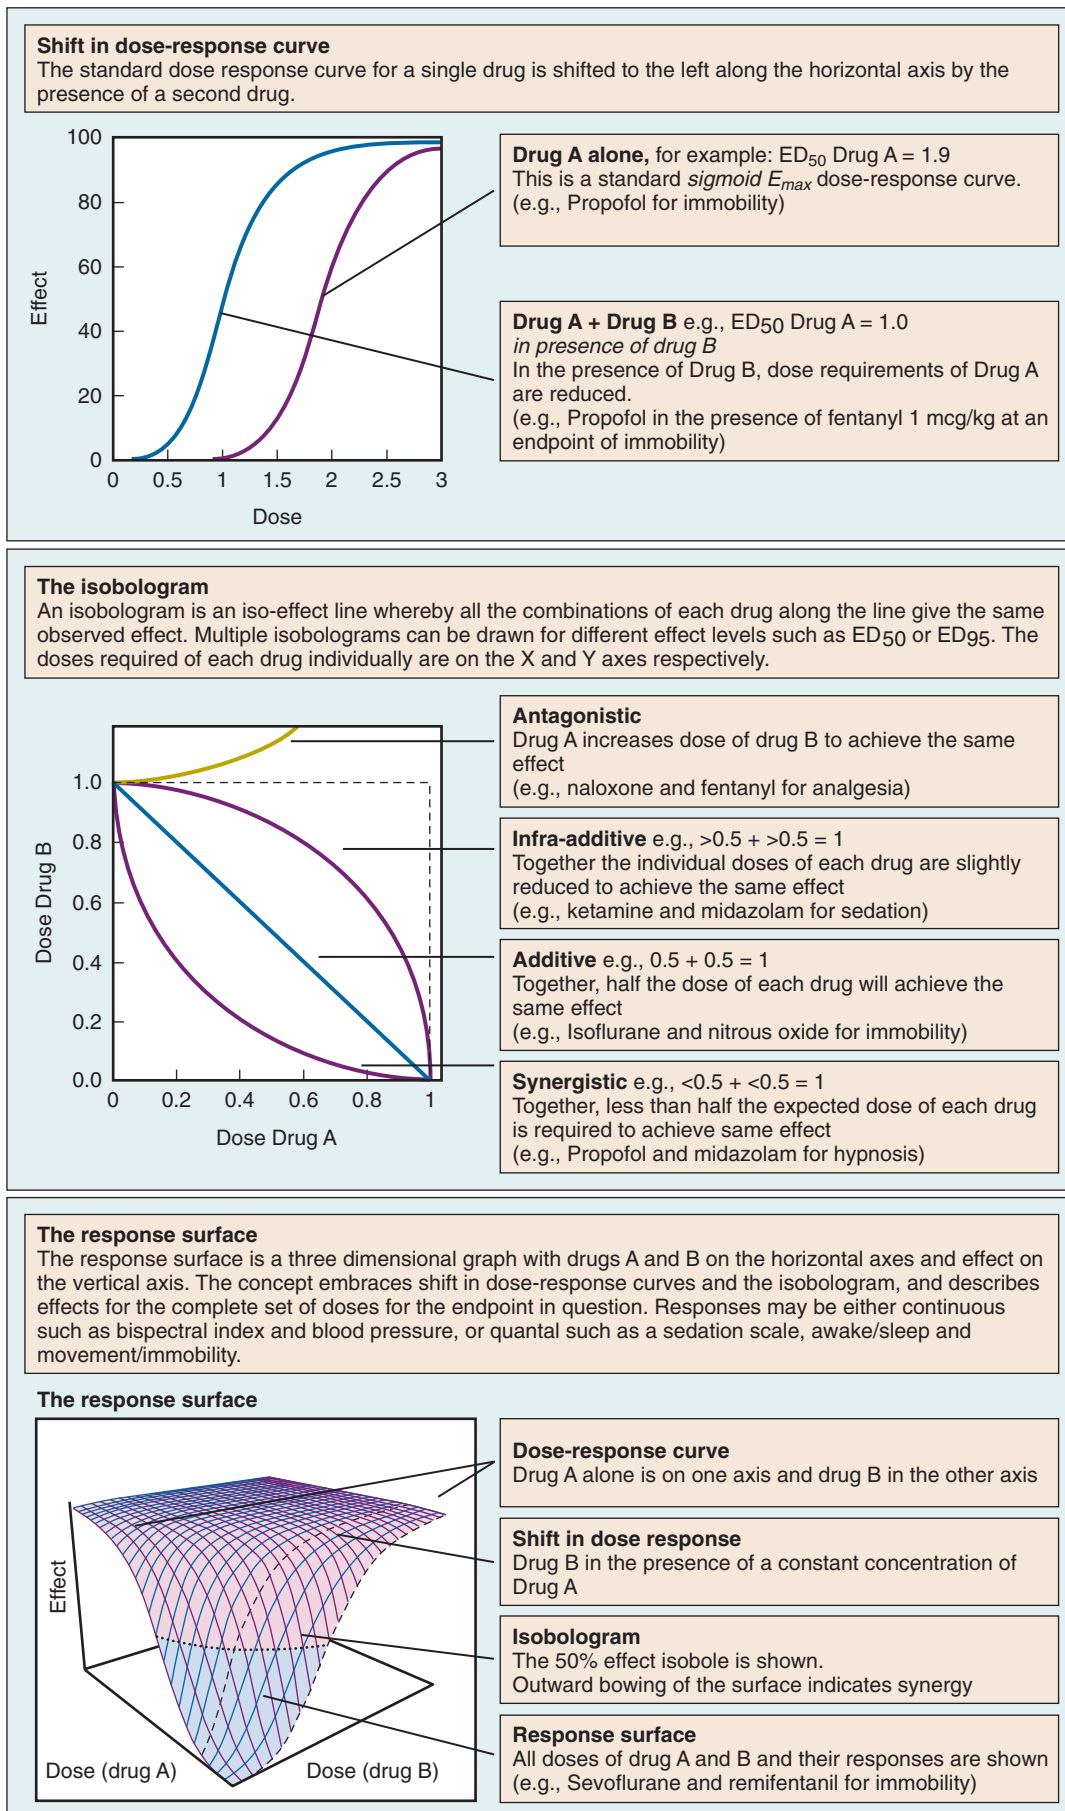 Shift in dose-response curve
The standard dose response curve for a single drug is shifted to the left along the horizontal axis by the
presence of a second drug.
100
80
60
40
20
0
Effect
0 0.5 1 1.5 2 2.5 3
Dose
Drug A alone, for example: ED50 Drug A = 1.9
This is a standard sigmoid Emax dose-response curve.
(e.g., Propofol for immobility)
Drug A + Drug B e.g., ED50 Drug A = 1.0
in presence of drug B
In the presence of Drug B, dose requirements of Drug A
are reduced.
(e.g., Propofol in the presence of fentanyl 1 mcg/kg at an
endpoint of immobility)
The isobologram
An isobologram is an iso-effect line whereby all the combinations of each drug along the line give the same
observed effect. Multiple isobolograms can be drawn for different effect levels such as ED50 or ED95. The
doses required of each drug individually are on the X and Y axes respectively.
1.0
0.8
0.6
0.4
0.2
0.0
Dose Drug B
0 0.2 0.4 0.6 0.8 1
Dose Drug A
Antagonistic
Drug A increases dose of drug B to achieve the same
effect
(e.g., naloxone and fentanyl for analgesia)
Infra-additive e.g., >0.5 + >0.5 = 1
Together the individual doses of each drug are slightly
reduced to achieve the same effect
(e.g., ketamine and midazolam for sedation)
Additive e.g., 0.5 + 0.5 = 1
Together, half the dose of each drug will achieve the
same effect
(e.g., Isoflurane and nitrous oxide for immobility)
Synergistic e.g., <0.5 + <0.5 = 1
Together, less than half the expected dose of each drug
is required to achieve same effect
(e.g., Propofol and midazolam for hypnosis)
The response surface
The response surface is a three dimensional graph with drugs A and B on the horizontal axes and effect on
the vertical axis. The concept embraces shift in dose-response curves and the isobologram, and describes
effects for the complete set of doses for the endpoint in question. Responses may be either continuous
such as bispectral index and blood pressure, or quantal such as a sedation scale, awake/sleep and
movement/immobility.
The response surface
Effect
Dose (drug A)
Dose (drug B)
Dose-response curve
Drug A alone is on one axis and drug B in the other axis
Shift in dose response
Drug B in the presence of a constant concentration of
Drug A
Isobologram
The 50% effect isobole is shown.
Outward bowing of the surface indicates synergy
Response surface
All doses of drug A and B and their responses are shown
(e.g., Sevoflurane and remifentanil for immobility)